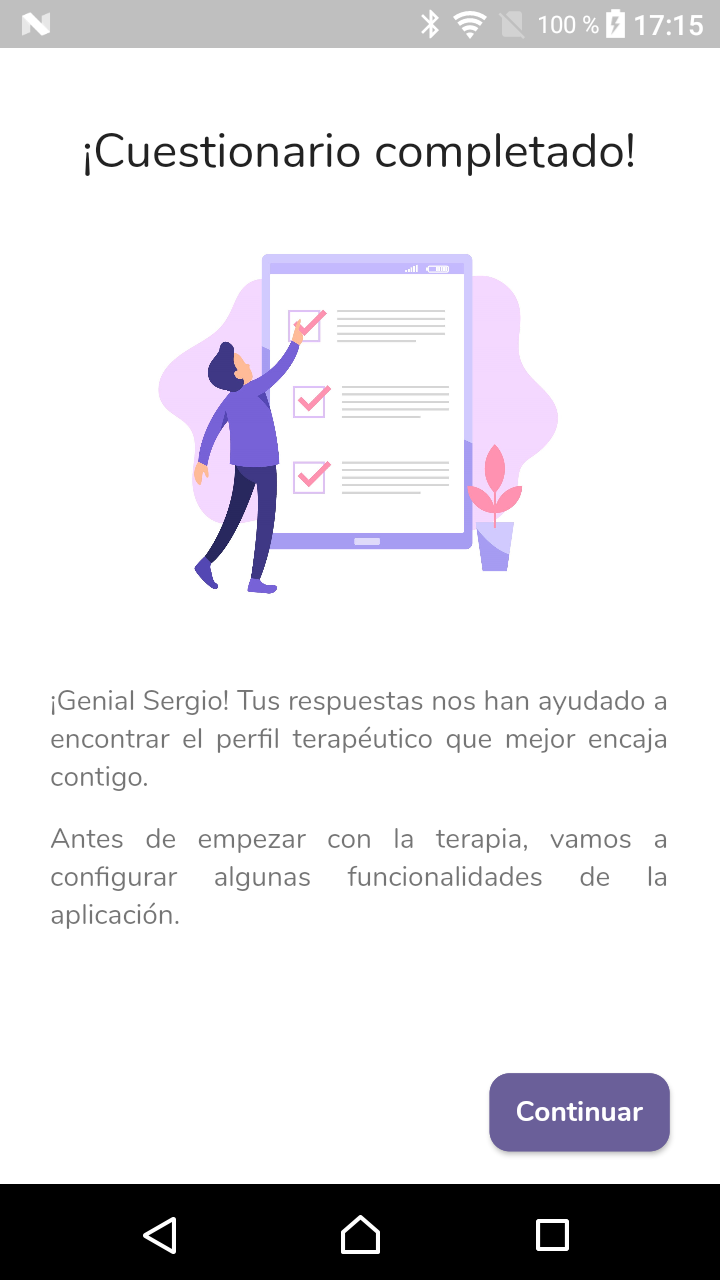 100 % 17:15
¡Cuestionario completado!
¡Genial Sergio! Tus respuestas nos han ayudado a
encontrar el perfil terapéutico que mejor encaja
contigo.
Antes de empezar con la terapia, vamos a
configurar algunas funcionalidades de la
aplicación.
Continuar